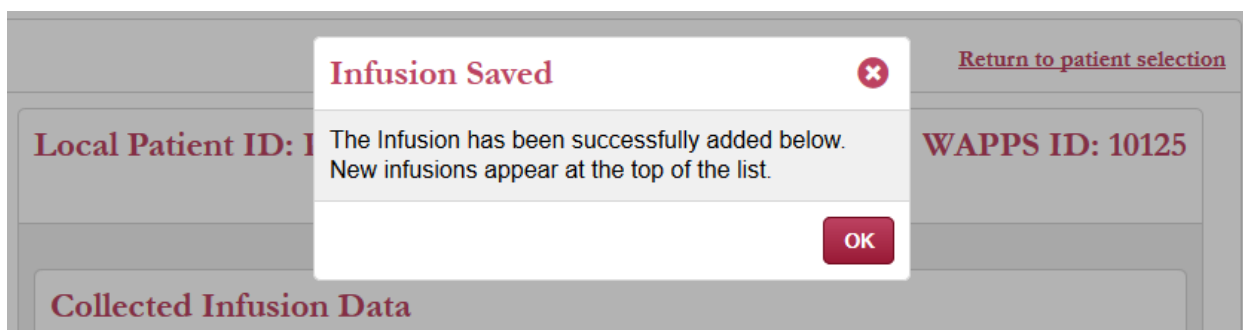 Return to patient selection
Infusion Saved
Local Patient ID:
WAPPS ID: 10125
The Infusion has been successfully added below.
New infusions appear at the top of the list.
OK
Collected Infusion Data